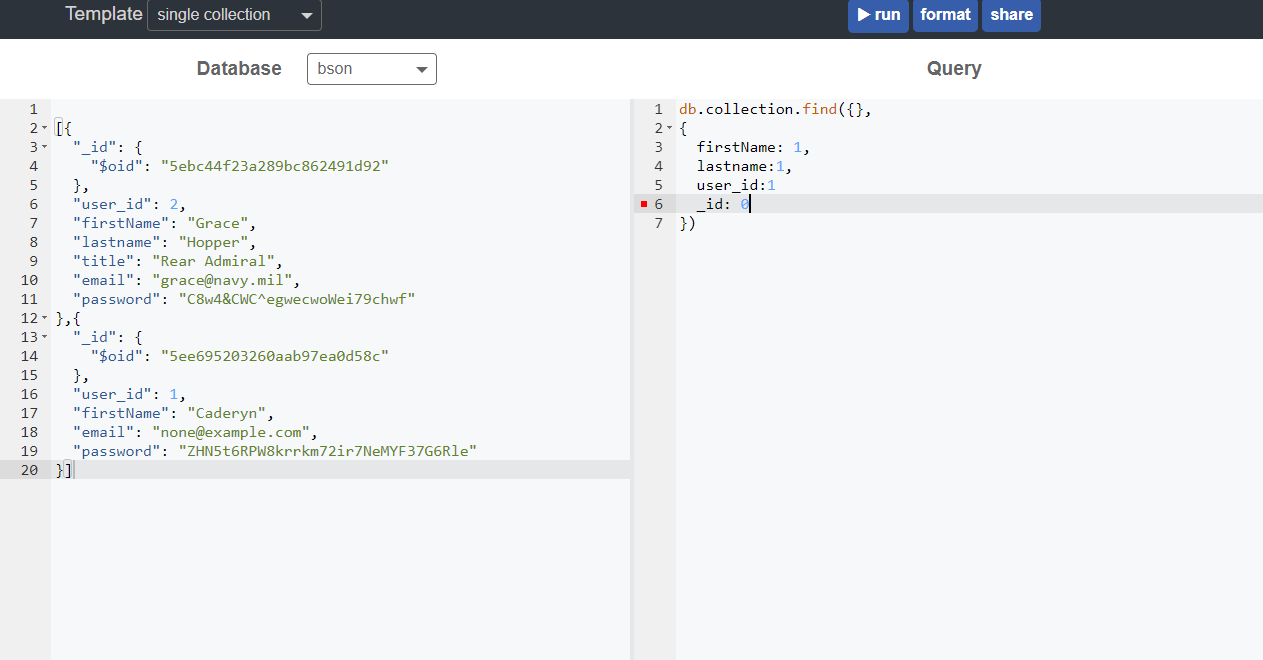 Template single collection run format share
Database bson Query
1
2 [{
3 "_id": {
4 "$oid": "5ebc44f23a289bc862491d92"
5 },
6 "user_id": 2,
7 "firstName": "Grace",
8 "lastname": "Hopper",
9 "title": "Rear Admiral",
10 "email": "grace@navy.mil",
11 "password": "C8w4&CWC^egwecwoWei79chwf"
12 },{
13 "_id": {
14 "$oid": "5ee695203260aab97ea0d58c"
15 },
16 "user_id": 1,
17 "firstName": "Caderyn",
18 "email": "none@example.com",
19 "password": "ZHN5t6RPW8krrkm72ir7NeMYF37G6Rle"
20 }]
1 db.collection.find({},
2 {
3 firstName: 1,
4 lastname:1,
5 user_id:1
6 _id: 0
7 })